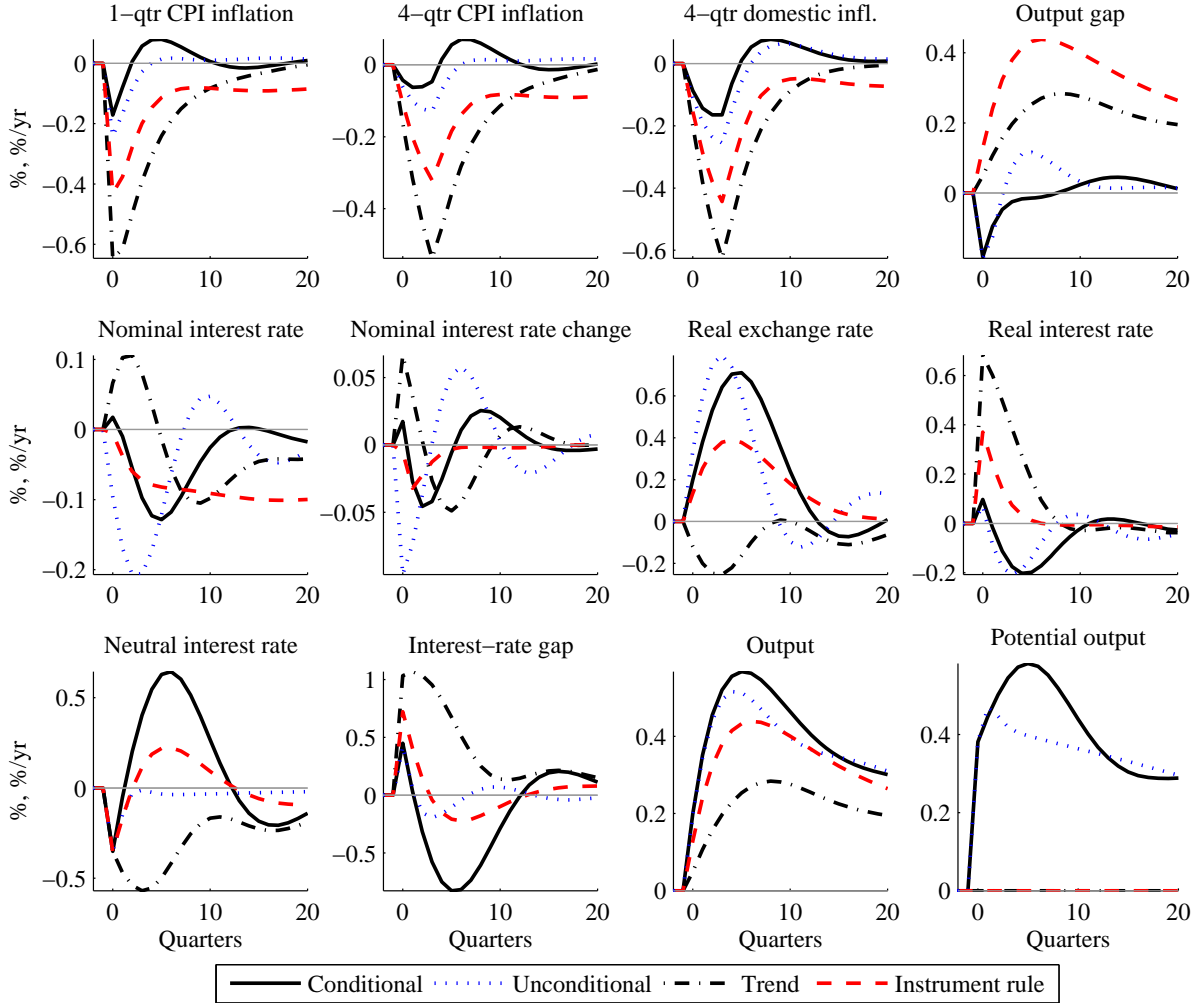 1−qtr CPI inflation
4−qtr CPI inflation
4−qtr domestic infl.
Output gap
%, %/yr
0
−0.2
−0.4
−0.6
0 10 20
0
−0.2
−0.4
0 10 20
0
−0.2
−0.4
−0.6
0 10 20
0.4
0.2
0
0 10 20
Nominal interest rate
Nominal interest rate change
Real exchange rate
Real interest rate
%, %/yr
0.1
0
−0.1
−0.2
0 10 20
0.05
0
−0.05
0 10 20
0.6
0.4
0.2
0
−0.2
0 10 20
0.6
0.4
0.2
0
−0.2
0 10 20
Neutral interest rate
Interest−rate gap
Output
Potential output
%, %/yr
0.5
0
−0.5
0 10 20
Quarters
1
0.5
0
−0.5
0 10 20
Quarters
0.4
0.2
0
0 10 20
Quarters
0.4
0.2
0
0 10 20
Quarters
Conditional
Unconditional
Trend
Instrument rule